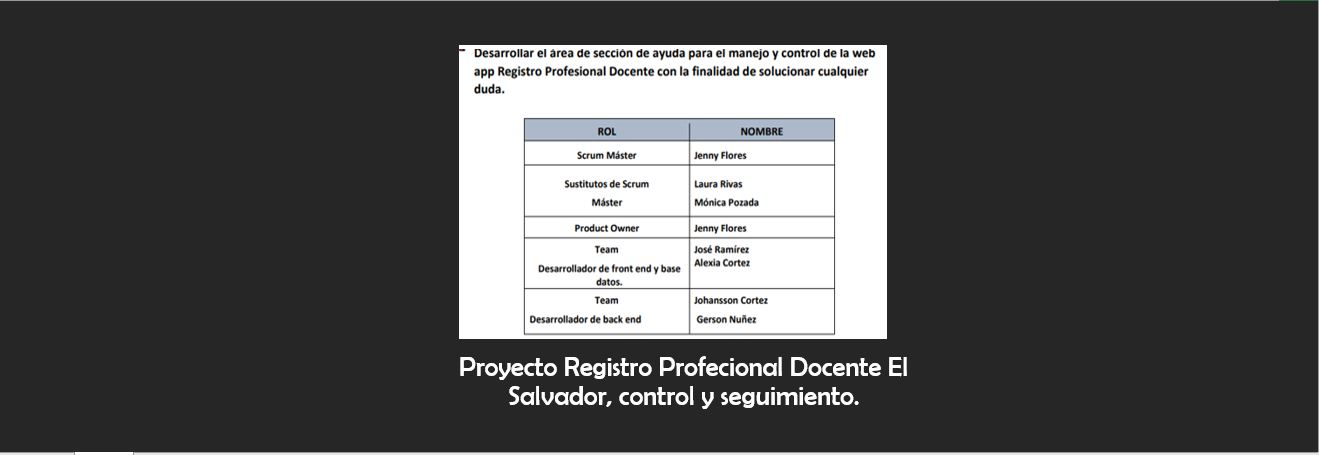 Desarrollar el área de sección de ayuda para el manejo y control de la web
app Registro Profesional Docente con la finalidad de solucionar cualquier
duda.
ROL NOMBRE
Scrum Máster Jenny Flores
Sustitutos de Scrum Laura Rivas
Máster Mónica Pozada
Product Owner Jenny Flores
Team José Ramírez
Alexia Cortez
Desarrollador de front end y base
datos.
Team Johansson Cortez
Desarrollador de back end Gerson Nuñez
Proyecto Registro Profecional Docente El
Salvador, control y seguimiento.